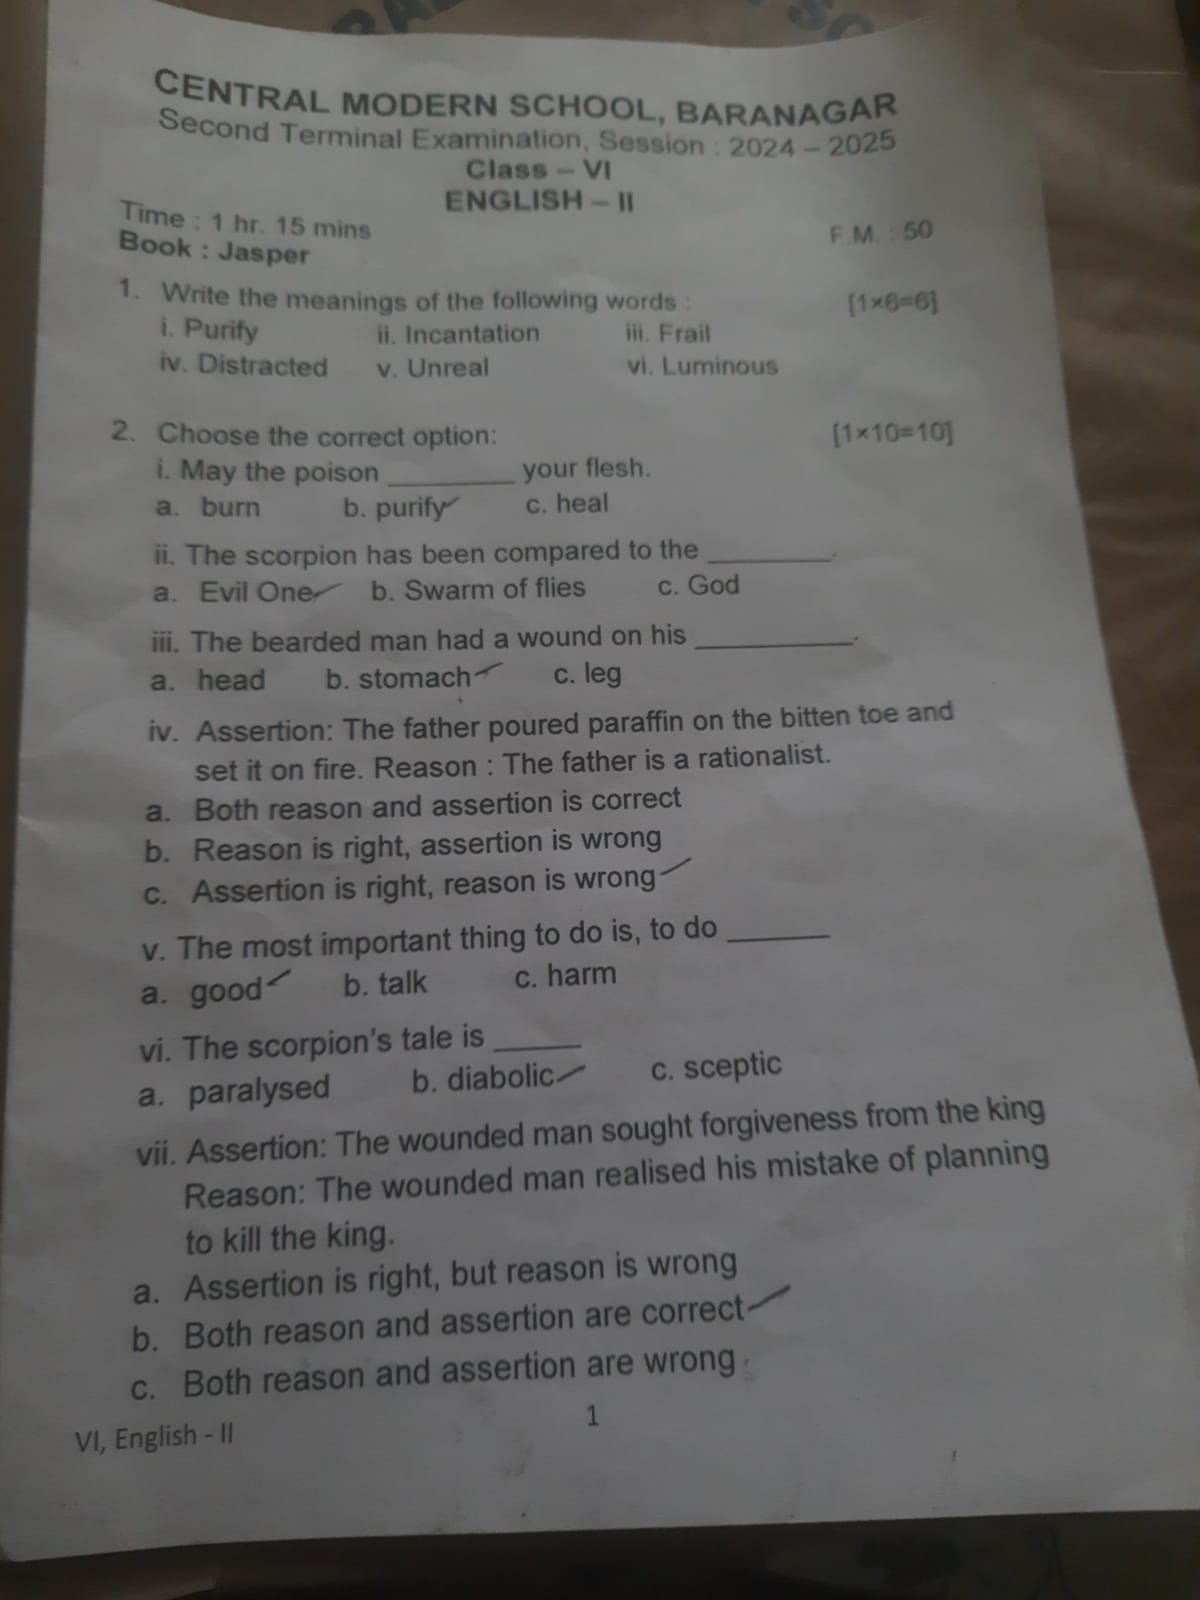 CENTRAL MODERN SCHOOL, BARANAGAR
Second Terminal Examination, Session : 2024 – 2025
Class – VI
ENGLISH – II
Time : 1 hr. 15 mins
F.M. : 50
Book : Jasper
1. Write the meanings of the following words : [1×6=6]
i. Purify ii. Incantation iii. Frail
iv. Distracted v. Unreal vi. Luminous
2. Choose the correct option: [1×10=10]
i. May the poison ________ your flesh.
a. burn b. purify c. heal
ii. The scorpion has been compared to the ________.
a. Evil One b. Swarm of flies c. God
iii. The bearded man had a wound on his __________.
a. head b. stomach c. leg
iv. Assertion: The father poured paraffin on the bitten toe and
set it on fire. Reason : The father is a rationalist.
a. Both reason and assertion is correct
b. Reason is right, assertion is wrong
c. Assertion is right, reason is wrong
v. The most important thing to do is, to do ______
a. good b. talk c. harm
vi. The scorpion's tale is _____
a. paralysed b. diabolic c. sceptic
vii. Assertion: The wounded man sought forgiveness from the king
Reason: The wounded man realised his mistake of planning
to kill the king.
a. Assertion is right, but reason is wrong
b. Both reason and assertion are correct
c. Both reason and assertion are wrong
1
VI, English - II